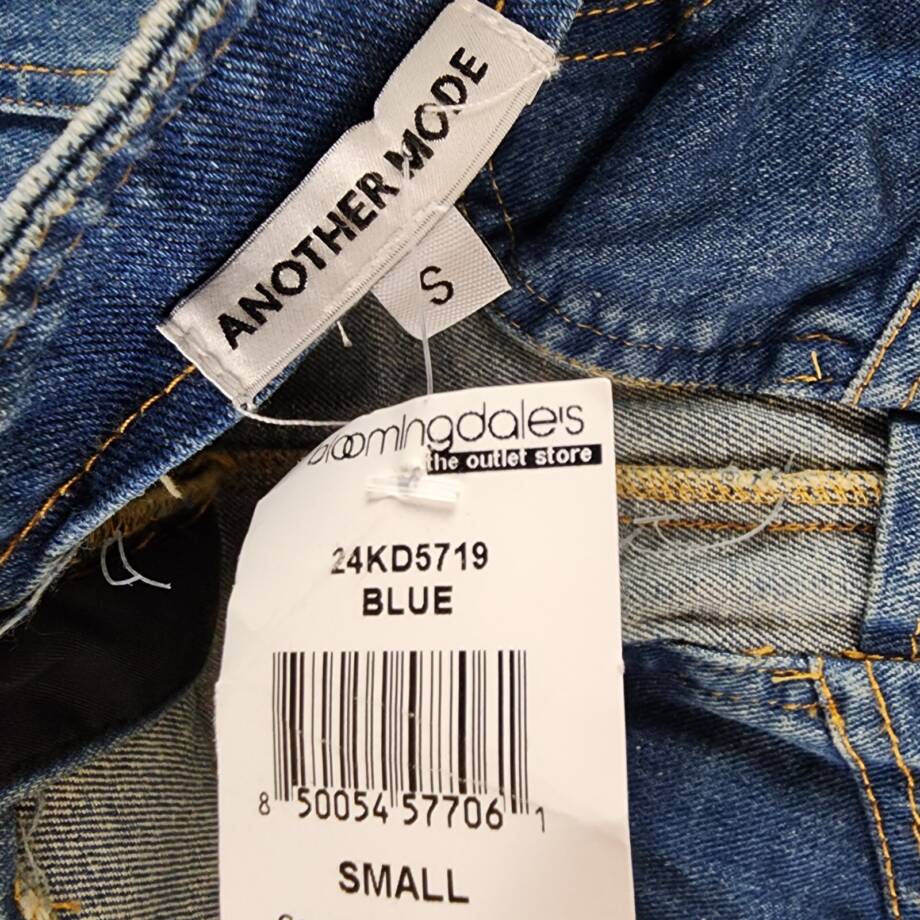 ANOTHER MODE
S
bloomingdale's
the outlet store
24KD5719
BLUE
8 50054 57706 1
SMALL